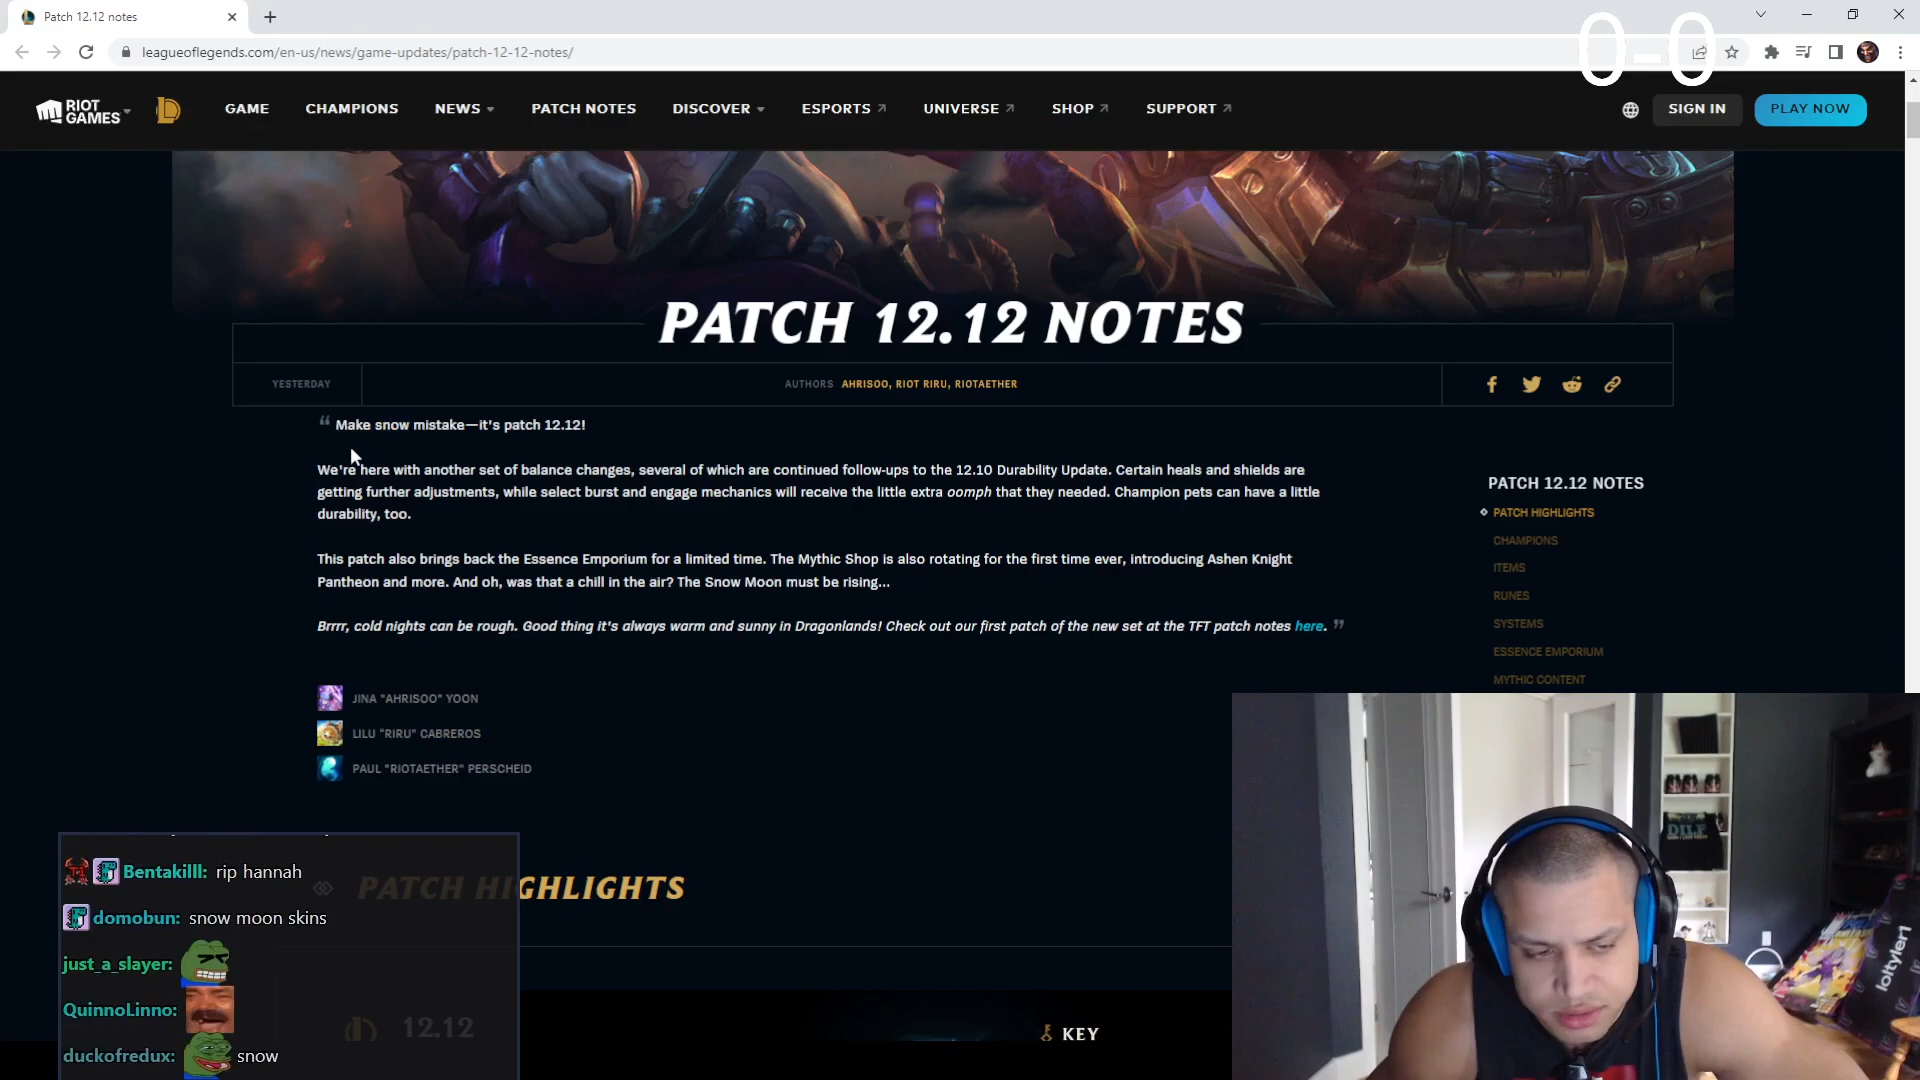 Patch 12.12 notes
leagueoflegends.com/en-us/news/game-updates/patch-12-12-notes/
0-0
RIOT GAMES
GAME
CHAMPIONS
NEWS
PATCH NOTES
DISCOVER
ESPORTS
UNIVERSE
SHOP
SUPPORT
SIGN IN
PLAY NOW
PATCH 12.12 NOTES
YESTERDAY
AUTHORS AHRISOO, RIOT RIRU, RIOTAETHER
“ Make snow mistake—it's patch 12.12!
We're here with another set of balance changes, several of which are continued follow-ups to the 12.10 Durability Update. Certain heals and shields are
getting further adjustments, while select burst and engage mechanics will receive the little extra oomph that they needed. Champion pets can have a little
durability, too.
This patch also brings back the Essence Emporium for a limited time. The Mythic Shop is also rotating for the first time ever, introducing Ashen Knight
Pantheon and more. And oh, was that a chill in the air? The Snow Moon must be rising...
Brrrr, cold nights can be rough. Good thing it's always warm and sunny in Dragonlands! Check out our first patch of the new set at the TFT patch notes here. ”
JINA "AHRISOO" YOON
LILU "RIRU" CABREROS
PAUL "RIOTAETHER" PERSCHEID
PATCH 12.12 NOTES
PATCH HIGHLIGHTS
CHAMPIONS
ITEMS
RUNES
SYSTEMS
ESSENCE EMPORIUM
MYTHIC CONTENT
PATCH HIGHLIGHTS
12.12
KEY
Bentakilll: rip hannah
domobun: snow moon skins
just_a_slayer:
QuinnoLinno:
duckofredux: snow
DILF
loltyler1